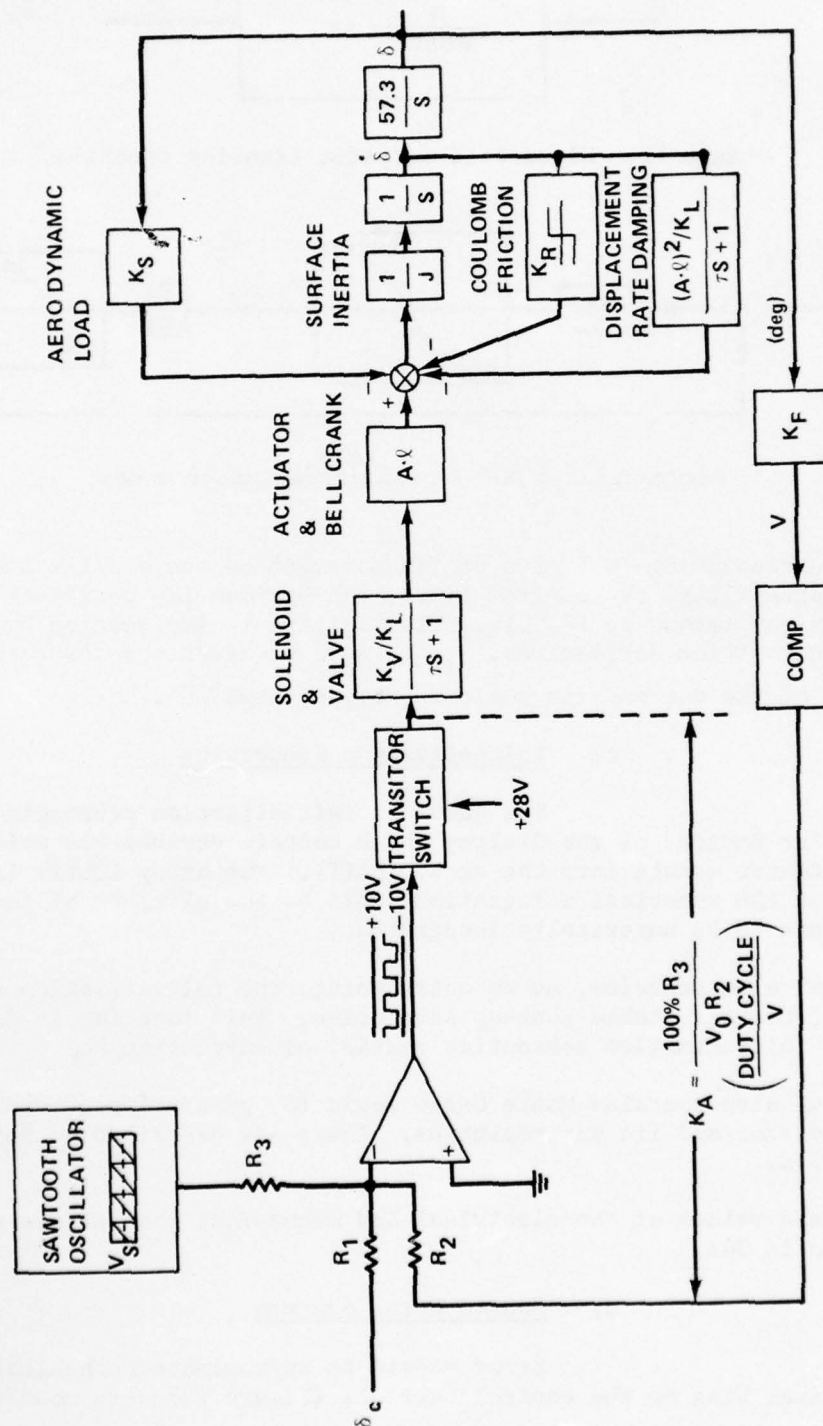 SAWTOOTH
OSCILLATOR
V_S
R_3
δ c
R_1
R_2
−
+
−10V
−10V
TRANSITOR
SWITCH
+28V
SOLENOID
& VALVE
K_V/K_L
τS + 1
ACTUATOR
&
BELL CRANK
A·ℓ
+
−
−
−
AERO DYNAMIC
LOAD
K_S
SURFACE
INERTIA
1
J
1
S
δ̇
57.3
S
δ
COULOMB
FRICTION
K_R
DISPLACEMENT
RATE DAMPING
(A·ℓ)²/K_L
τS + 1
(deg)
K_F
V
COMP
K_A = 100% R_3
V_0 R_2
(DUTY CYCLE
V)